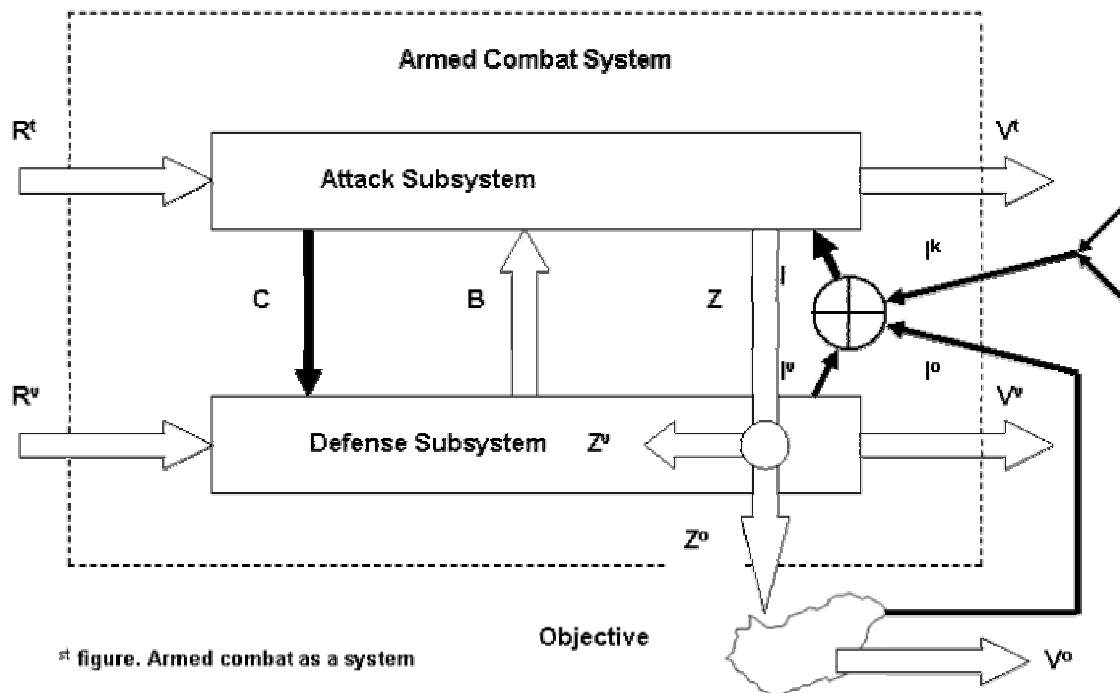 Armed Combat System
Rᵗ
Vᵗ
Attack Subsystem
Iᵏ
C
B
Z
I
Rᵛ
Iᵛ
Iᵒ
Vᵛ
Defense Subsystem
Zᵛ
Zᵒ
Objective
ˢᵗ figure. Armed combat as a system
Vᵒ